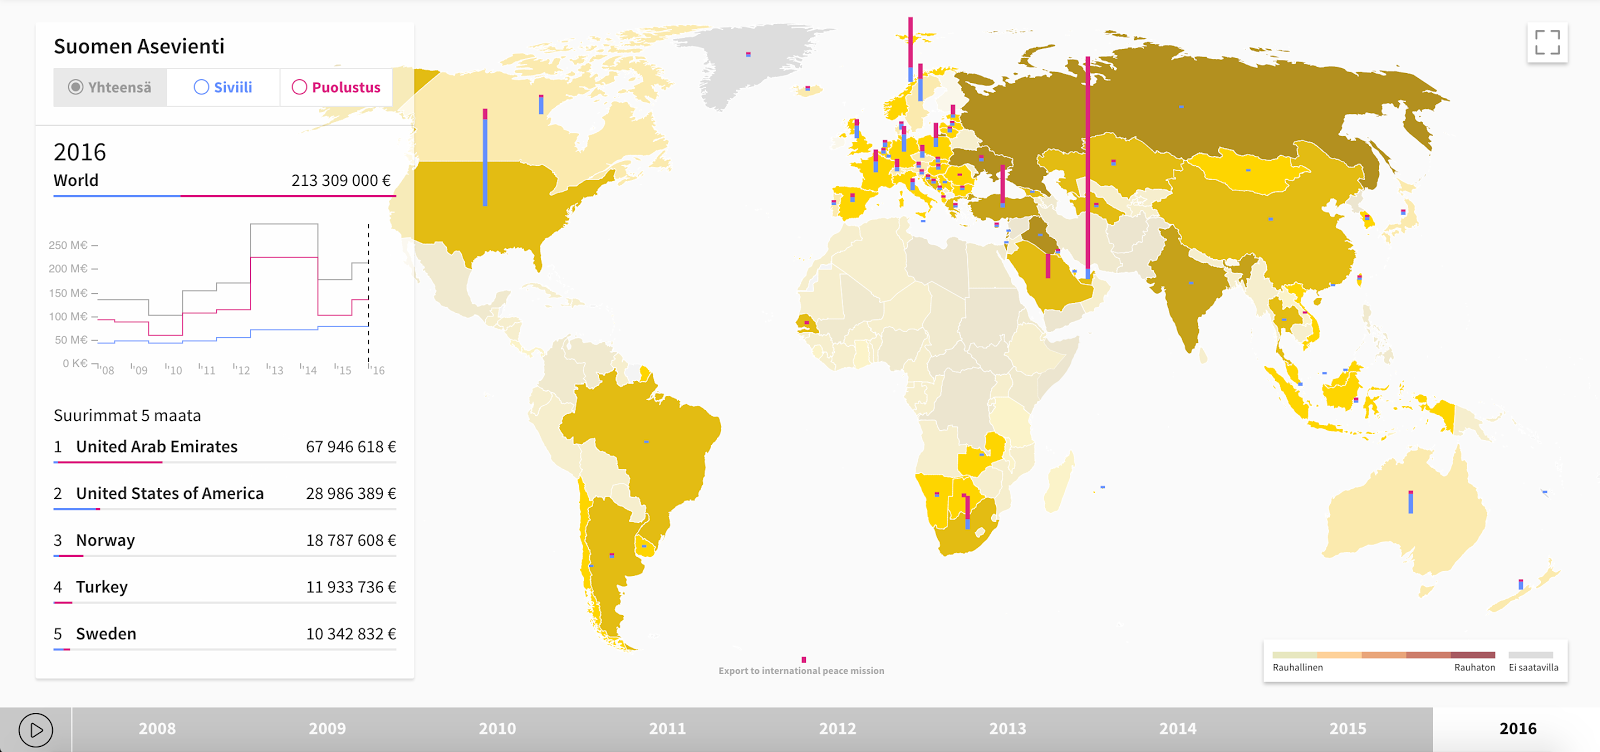 Suomen Asevienti
Yhteensä
Siviili
Puolustus
2016
World 213 309 000 €
250 M€
200 M€
150 M€
100 M€
50 M€
0 K€
'08 '09 '10 '11 '12 '13 '14 '15 '16
Suurimmat 5 maata
1 United Arab Emirates 67 946 618 €
2 United States of America 28 986 389 €
3 Norway 18 787 608 €
4 Turkey 11 933 736 €
5 Sweden 10 342 832 €
Export to international peace mission
Rauhallinen Rauhaton Ei saatavilla
2008 2009 2010 2011 2012 2013 2014 2015 2016